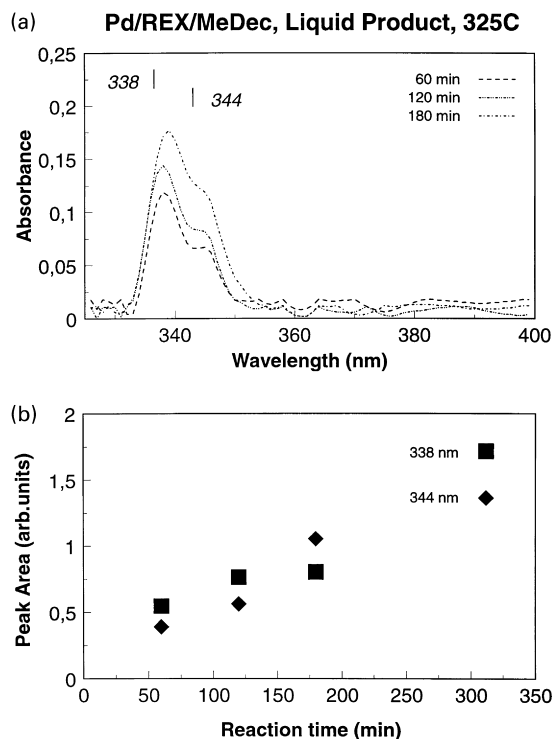 (a) Pd/REX/MeDec, Liquid Product, 325C
338
344
60 min
120 min
180 min
0,25
0,2
0,15
0,1
0,05
0
Absorbance
340 360 380 400
Wavelength (nm)
(b)
2
1,5
1
0,5
0
Peak Area (arb.units)
338 nm
344 nm
0 50 100 150 200 250 300 350
Reaction time (min)